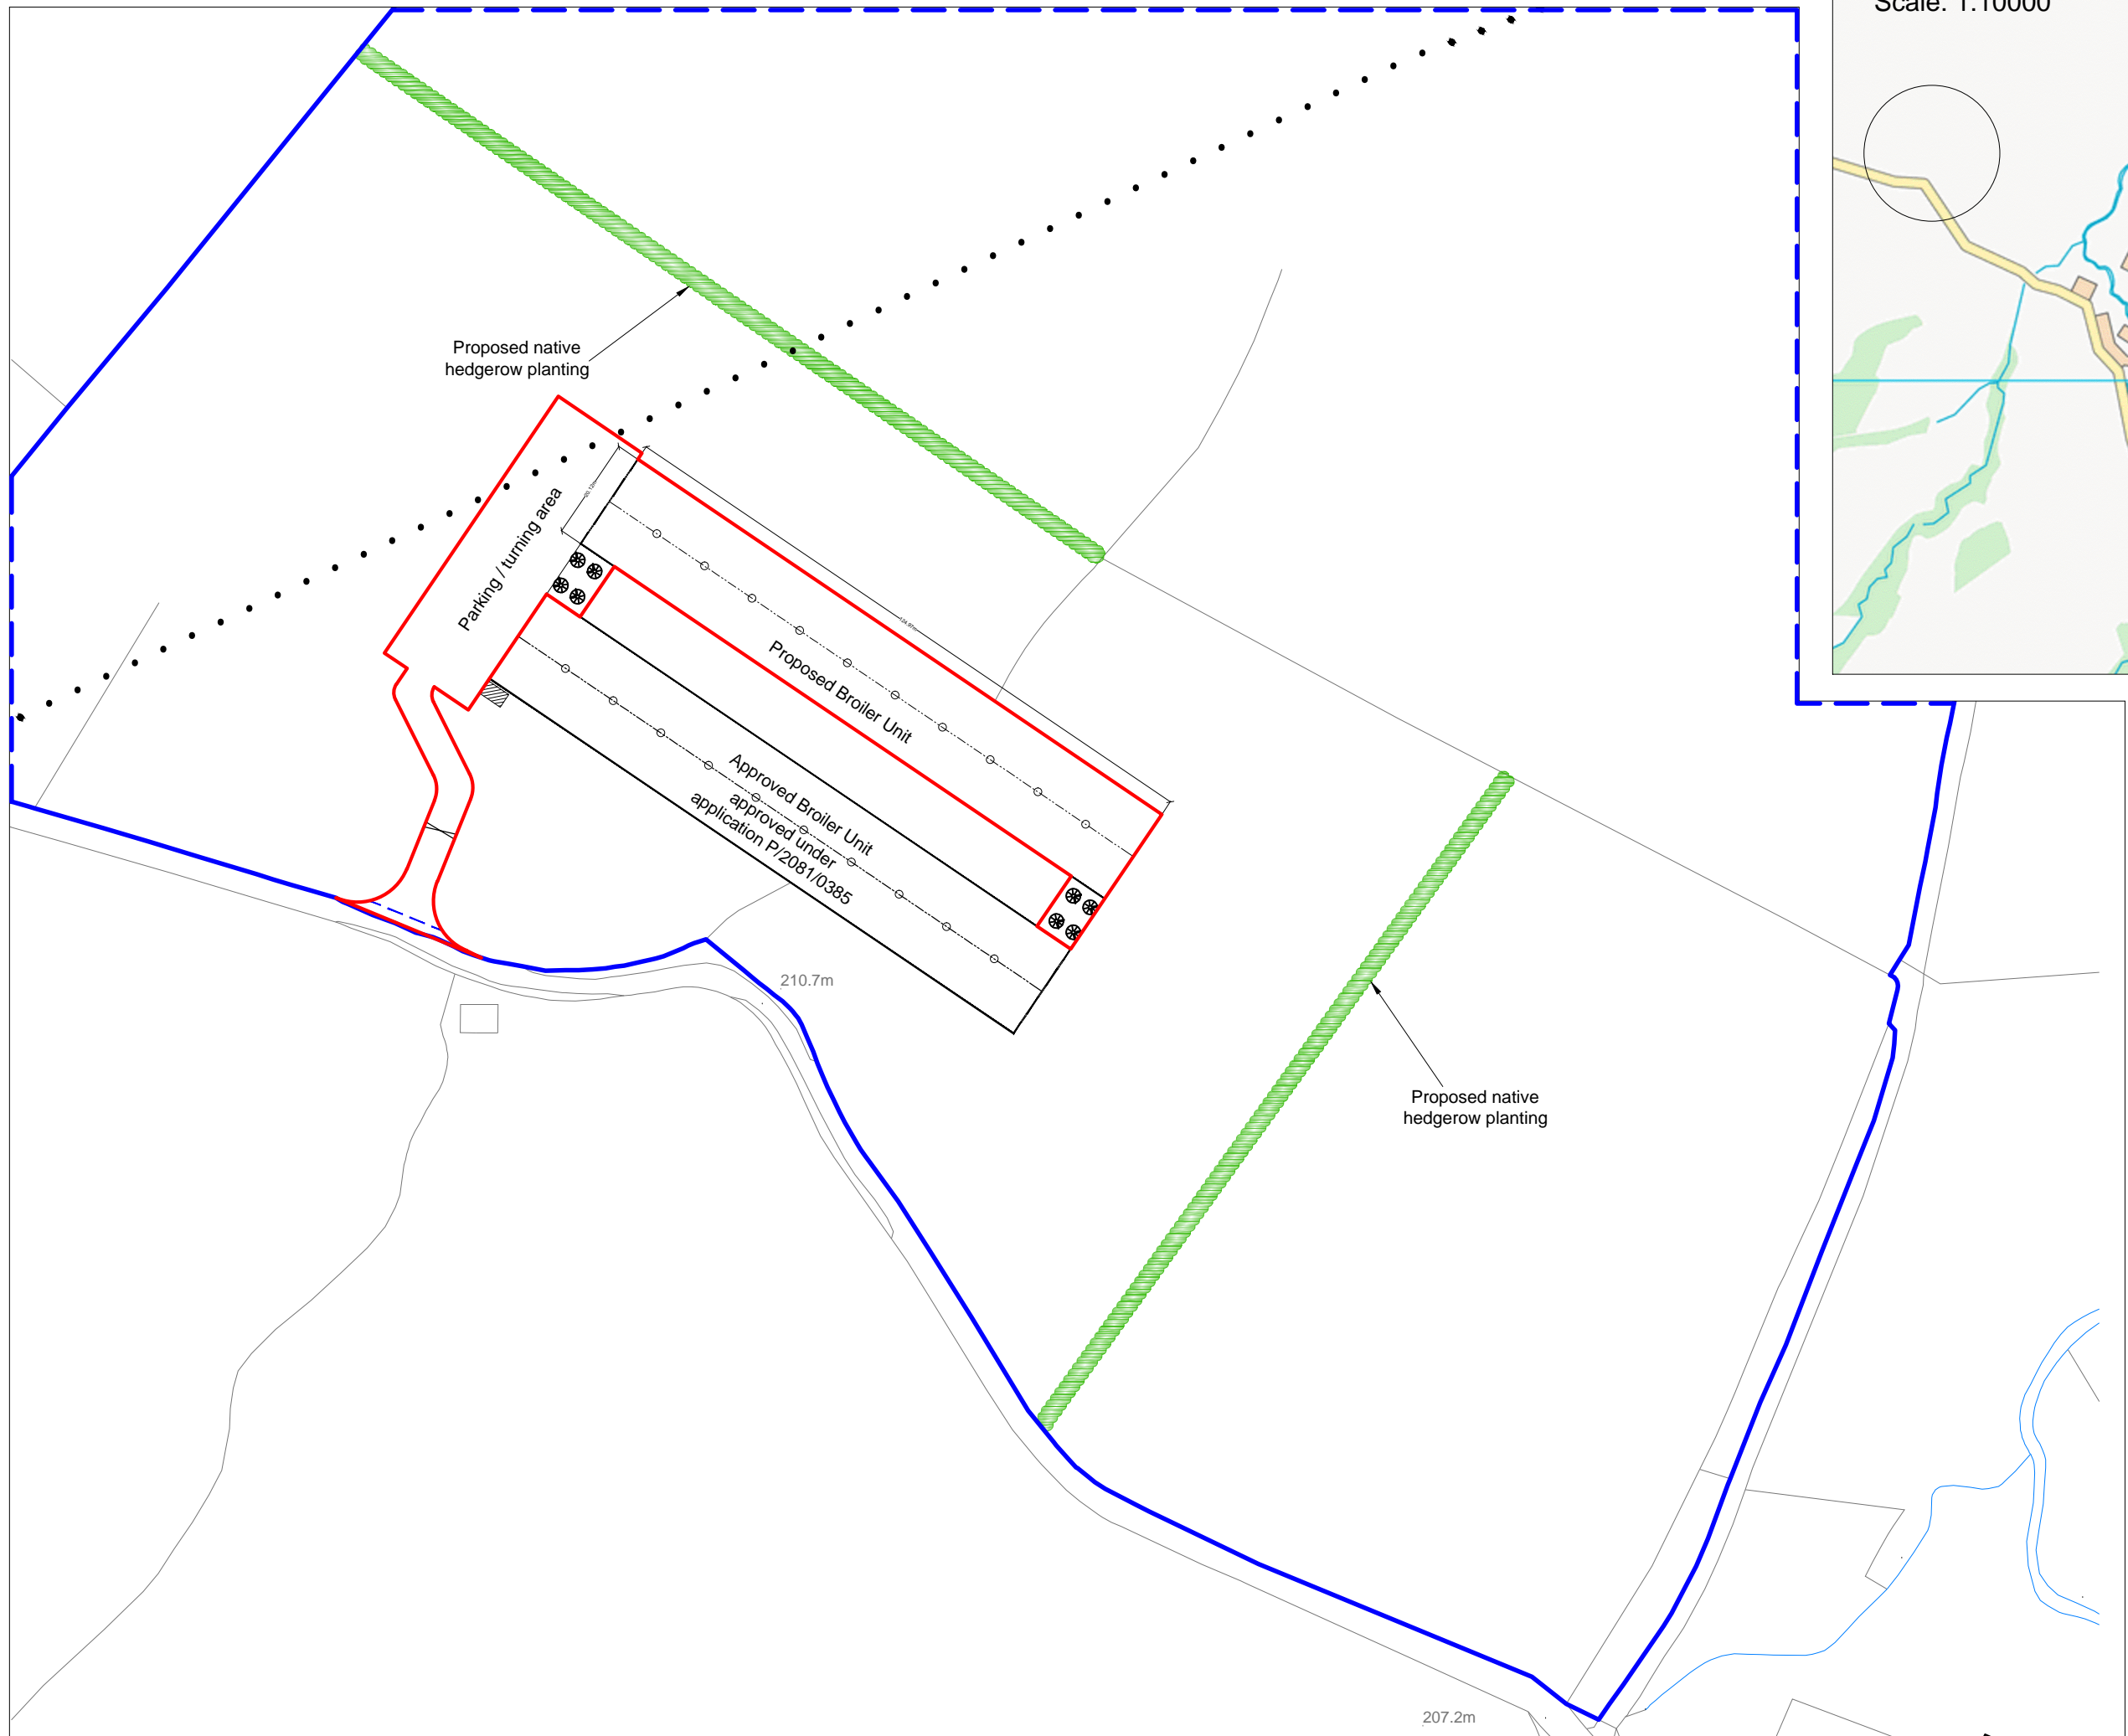 Scale: 1:10000
Proposed native
hedgerow planting
Parking / turning area
Proposed Broiler Unit
Approved Broiler Unit
approved under
application P/2081/0385
210.7m
Proposed native
hedgerow planting
207.2m